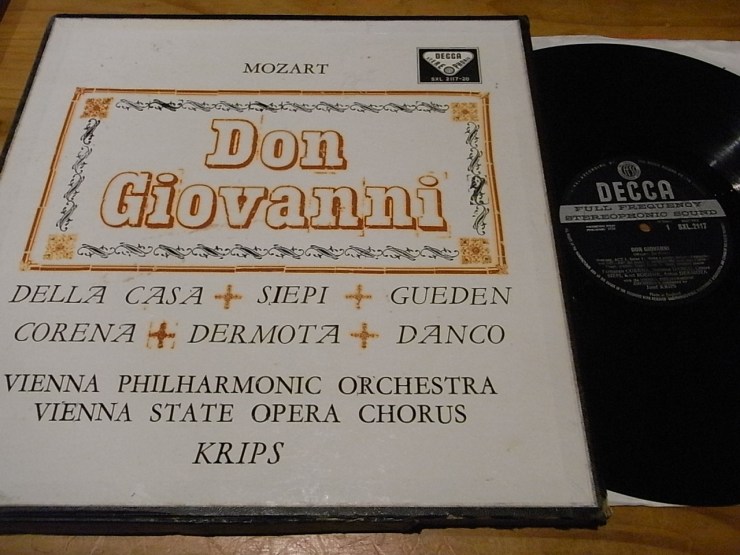 MOZART
DECCA
SXL 2117-20
Don
Giovanni
DELLA CASA SIEPI GUEDEN
CORENA DERMOTA DANCO
VIENNA PHILHARMONIC ORCHESTRA
VIENNA STATE OPERA CHORUS
KRIPS
DECCA
FULL FREQUENCY
STEREOPHONIC SOUND
SXL.2117
DON GIOVANNI